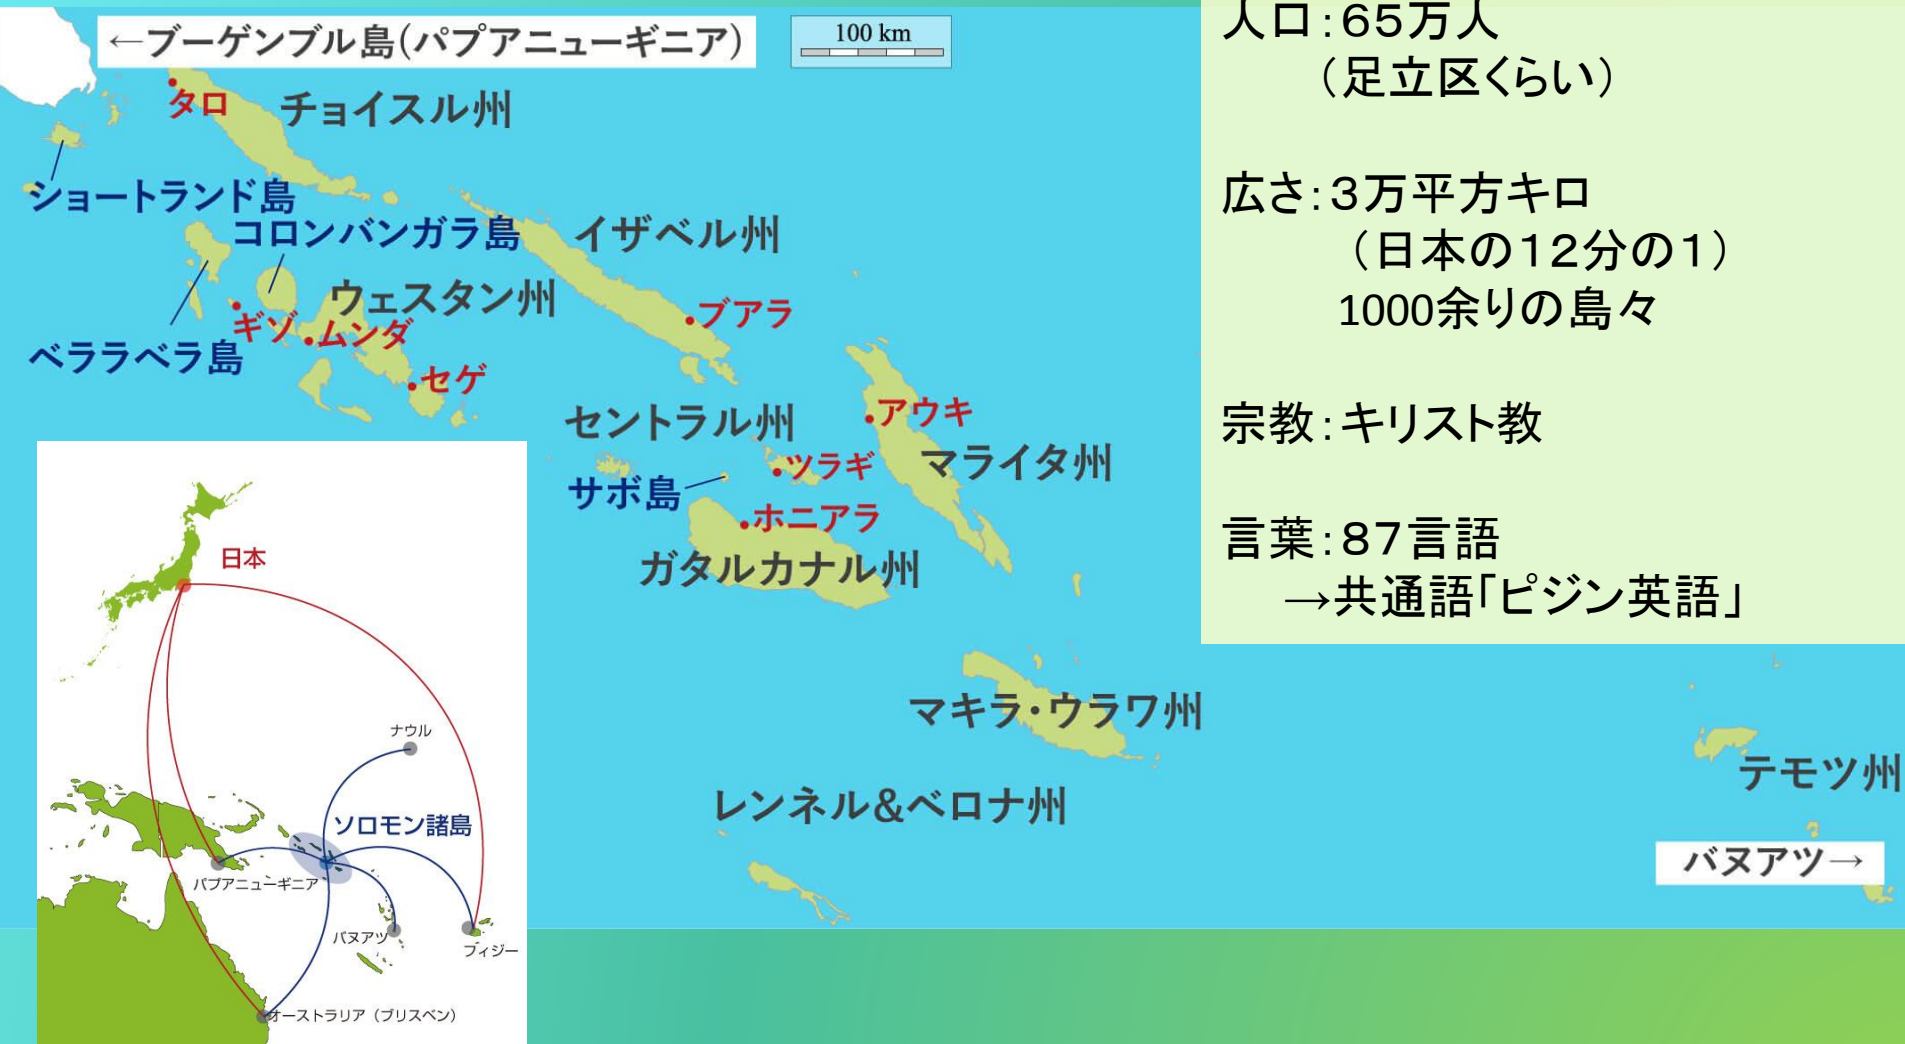 ←ブーゲンブル島(パプアニューギニア)
100 km
タロ
チョイスル州
ショートランド島
コロンバンガラ島
イザベル州
ウェスタン州
ブアラ
ギゾ
ムンダ
ベララベラ島
セゲ
セントラル州
アウキ
ツラギ
マライタ州
サボ島
ホニアラ
ガタルカナル州
マキラ・ウラワ州
レンネル&ベロナ州
テモツ州
バヌアツ→
人口:65万人
(足立区くらい)
広さ:3万平方キロ
(日本の12分の1)
1000余りの島々
宗教:キリスト教
言葉:87言語
→共通語「ピジン英語」
日本
ナウル
ソロモン諸島
パプアニューギニア
バヌアツ
フィジー
オーストラリア(ブリスベン)